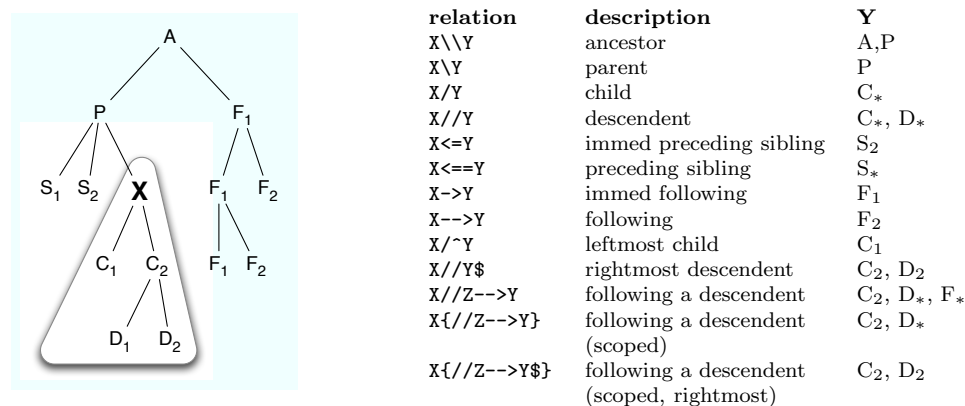 A
P F₁
S₁ S₂ X F₁ F₂
C₁ C₂ F₁ F₂
D₁ D₂
relation description Y
X\\Y ancestor A,P
X\Y parent P
X/Y child C∗
X//Y descendent C∗, D∗
X<=Y immed preceding sibling S₂
X<==Y preceding sibling S∗
X->Y immed following F₁
X-->Y following F₂
X/^Y leftmost child C₁
X//Y$ rightmost descendent C₂, D₂
X//Z-->Y following a descendent C₂, D∗, F∗
X{//Z-->Y} following a descendent C₂, D∗
(scoped)
X{//Z-->Y$} following a descendent C₂, D₂
(scoped, rightmost)